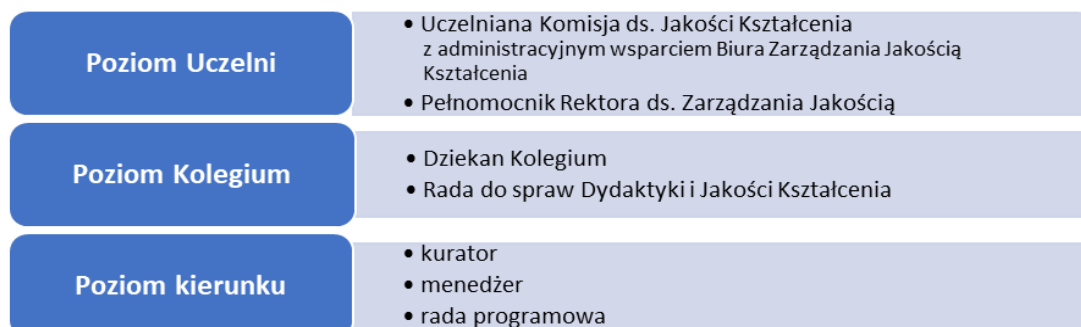 Poziom Uczelni
• Uczelniana Komisja ds. Jakości Kształcenia
z administracyjnym wsparciem Biura Zarządzania Jakością
Kształcenia
• Pełnomocnik Rektora ds. Zarządzania Jakością
Poziom Kolegium
• Dziekan Kolegium
• Rada do spraw Dydaktyki i Jakości Kształcenia
Poziom kierunku
• kurator
• menedżer
• rada programowa